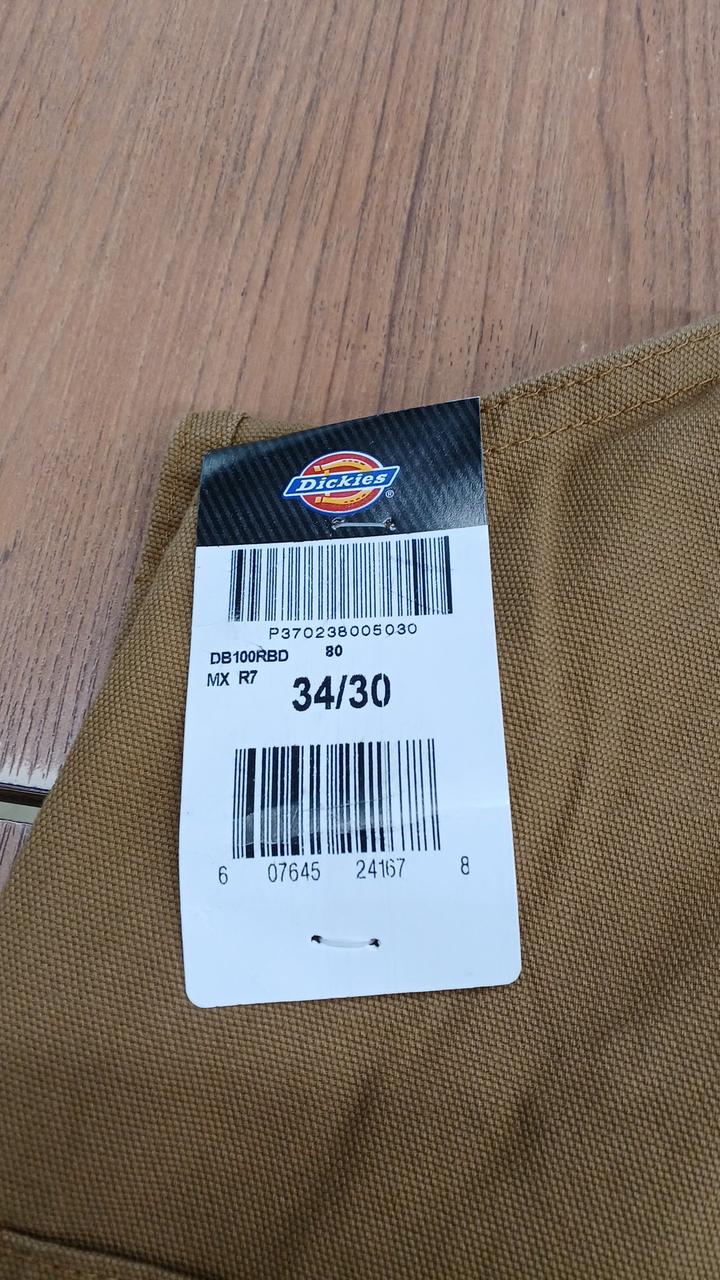 Dickies®
P370238005030
DB100RBD 80
MX R7 34/30
6 07645 24167 8